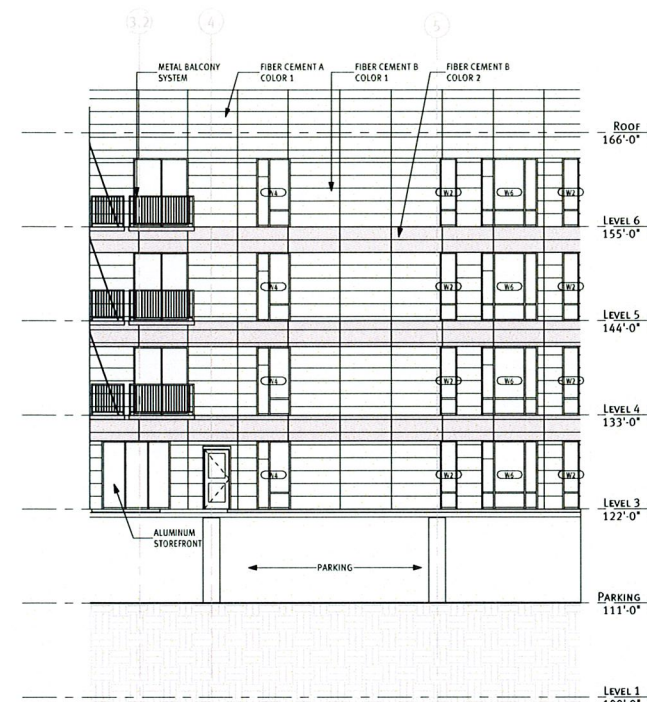 (3.2)
4
5
METAL BALCONY
SYSTEM
FIBER CEMENT A
COLOR 1
FIBER CEMENT B
COLOR 1
FIBER CEMENT B
COLOR 2
ROOF
166'-0"
W4
W2
W6
W2
LEVEL 6
155'-0"
W4
W2
W6
W2
LEVEL 5
144'-0"
W4
W2
W6
W2
LEVEL 4
133'-0"
W4
W2
W6
W2
LEVEL 3
122'-0"
ALUMINUM
STOREFRONT
PARKING
PARKING
111'-0"
LEVEL 1